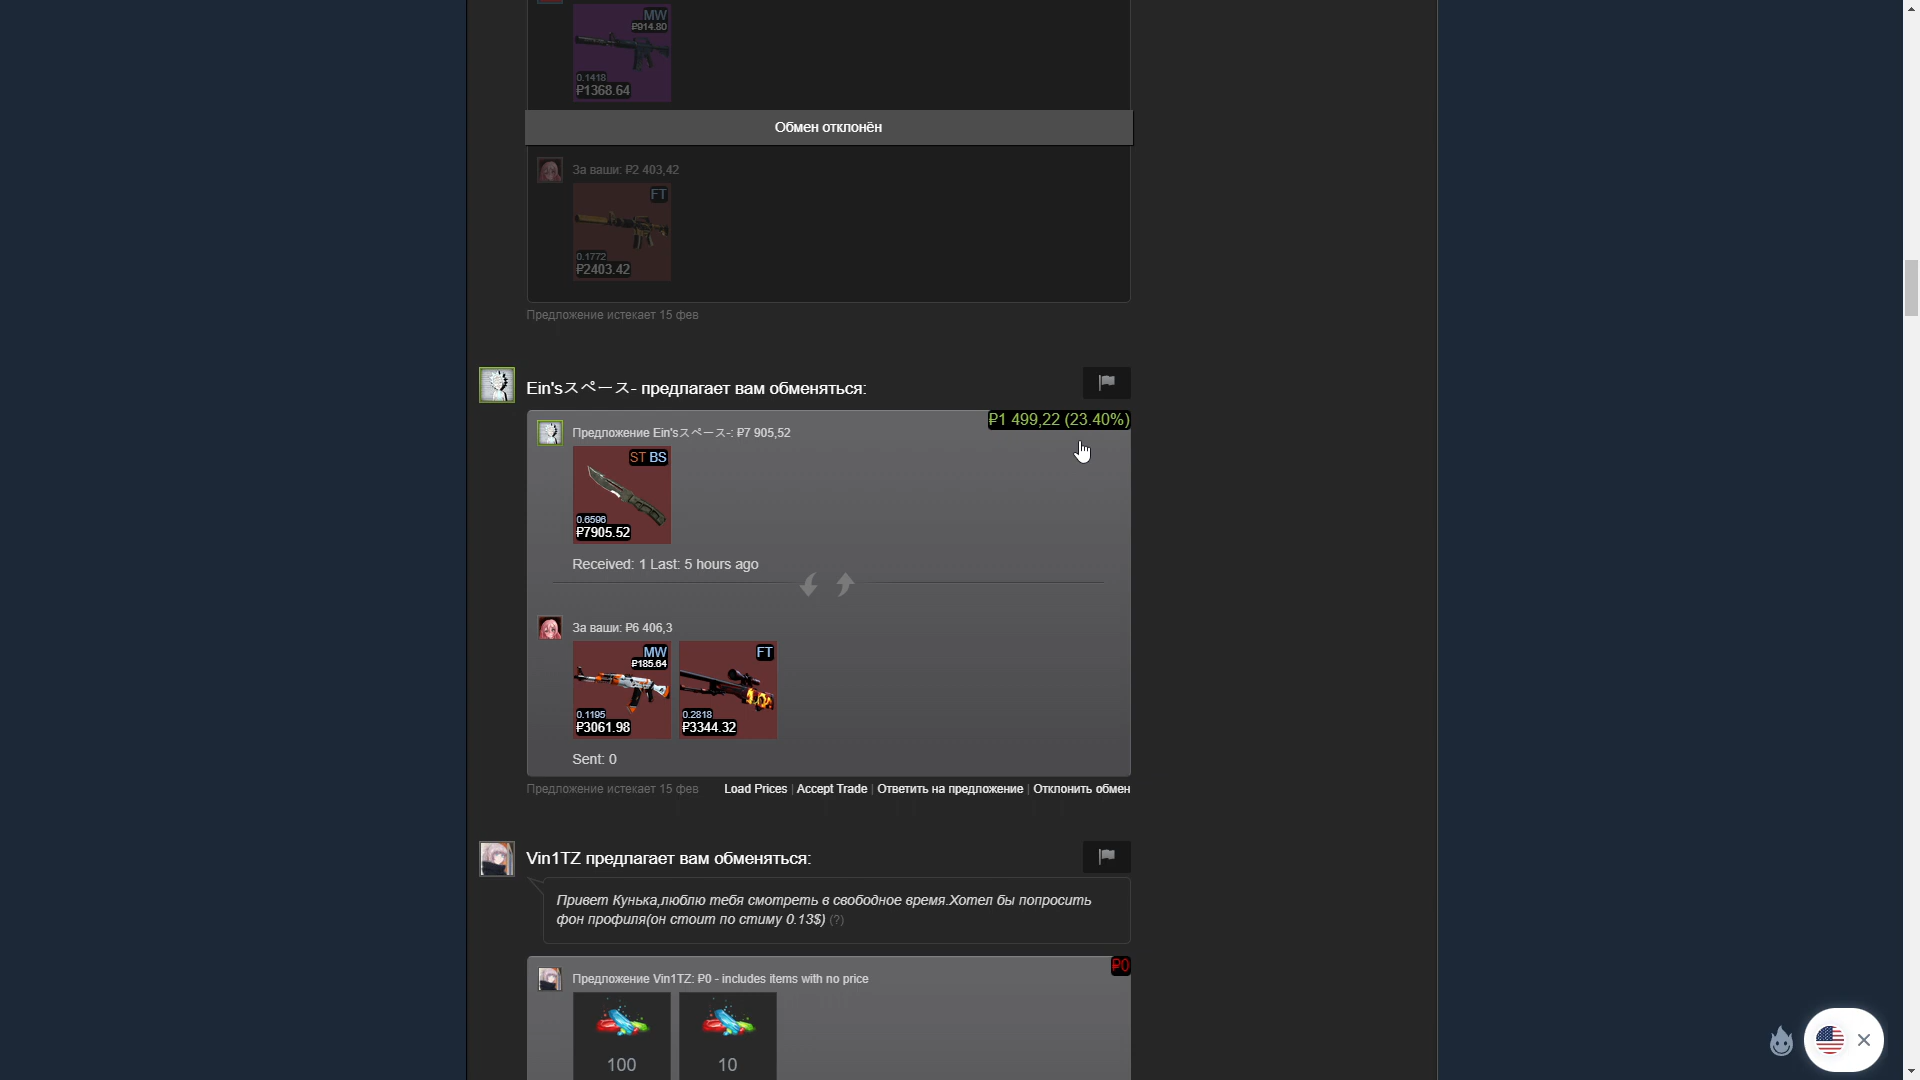 MW
₽914.80
0.1418
₽1368.64
Обмен отклонён
За ваши: ₽2 403,42
FT
0.1772
₽2403.42
Предложение истекает 15 фев
Ein'sスペース- предлагает вам обменяться:
₽1 499,22 (23.40%)
Предложение Ein'sスペース-: ₽7 905,52
ST BS
0.6596
₽7905.52
Received: 1 Last: 5 hours ago
За ваши: ₽6 406,3
MW
₽185.64
0.1195
₽3061.98
FT
0.2818
₽3344.32
Sent: 0
Предложение истекает 15 фев
Load Prices | Accept Trade | Ответить на предложение | Отклонить обмен
Vin1TZ предлагает вам обменяться:
Привет Кунька,люблю тебя смотреть в свободное время.Хотел бы попросить
фон профиля(он стоит по стиму 0.13$) (?)
₽0
Предложение Vin1TZ: ₽0 - includes items with no price
100
10